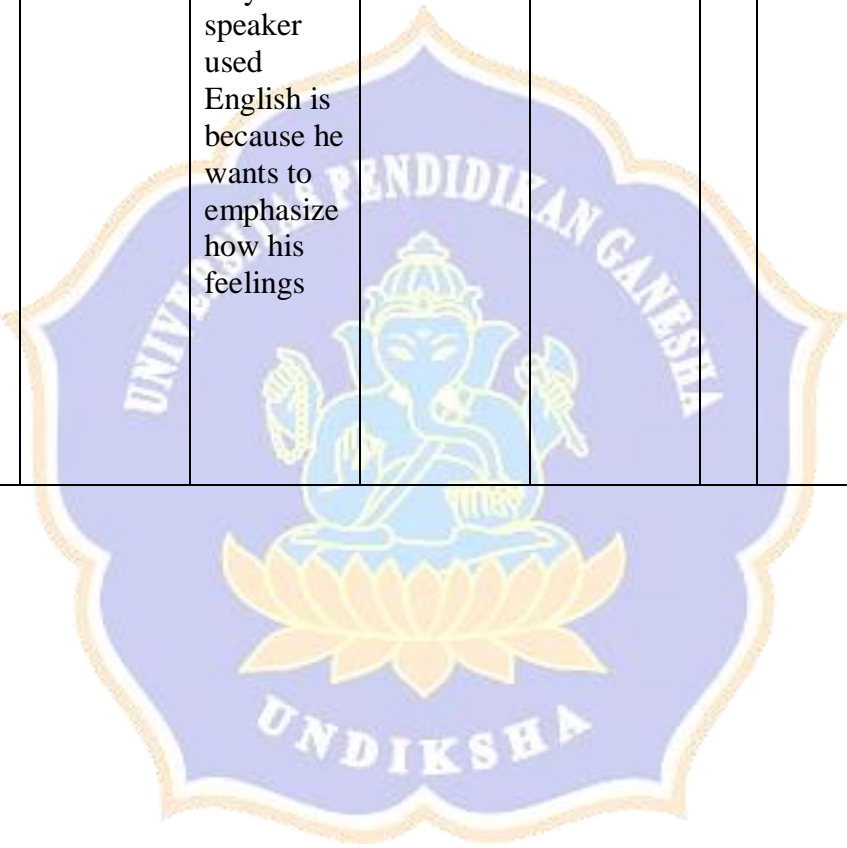 speaker
used
English is
because he
wants to
emphasize
how his
feelings
UNIVERSITAS PENDIDIKAN GANESHA
UNDIKSHA